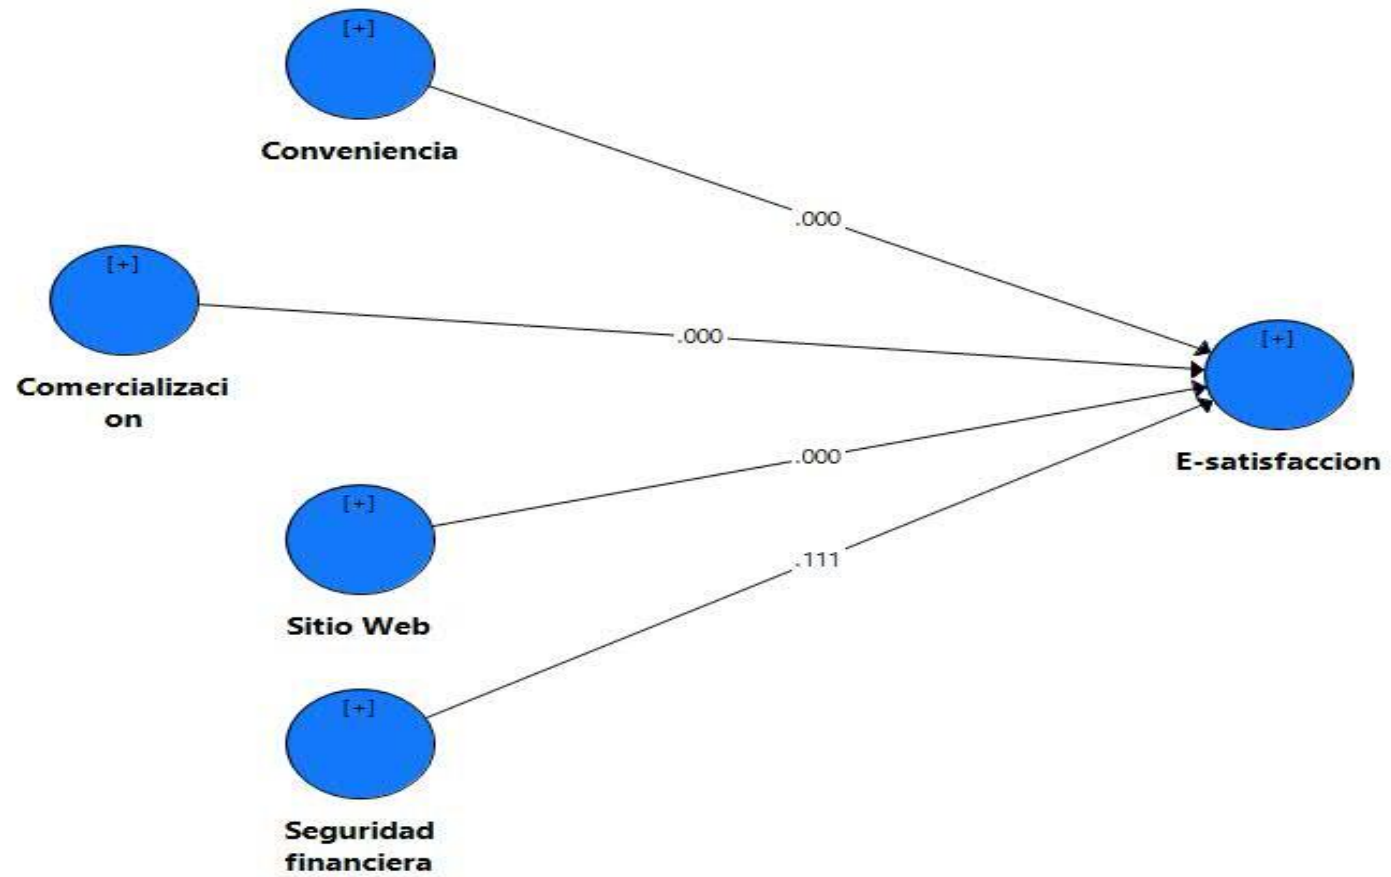 [+]
Conveniencia
.000
[+]
Comercializaci
on
.000
[+]
E-satisfaccion
.000
[+]
Sitio Web
.111
[+]
Seguridad
financiera